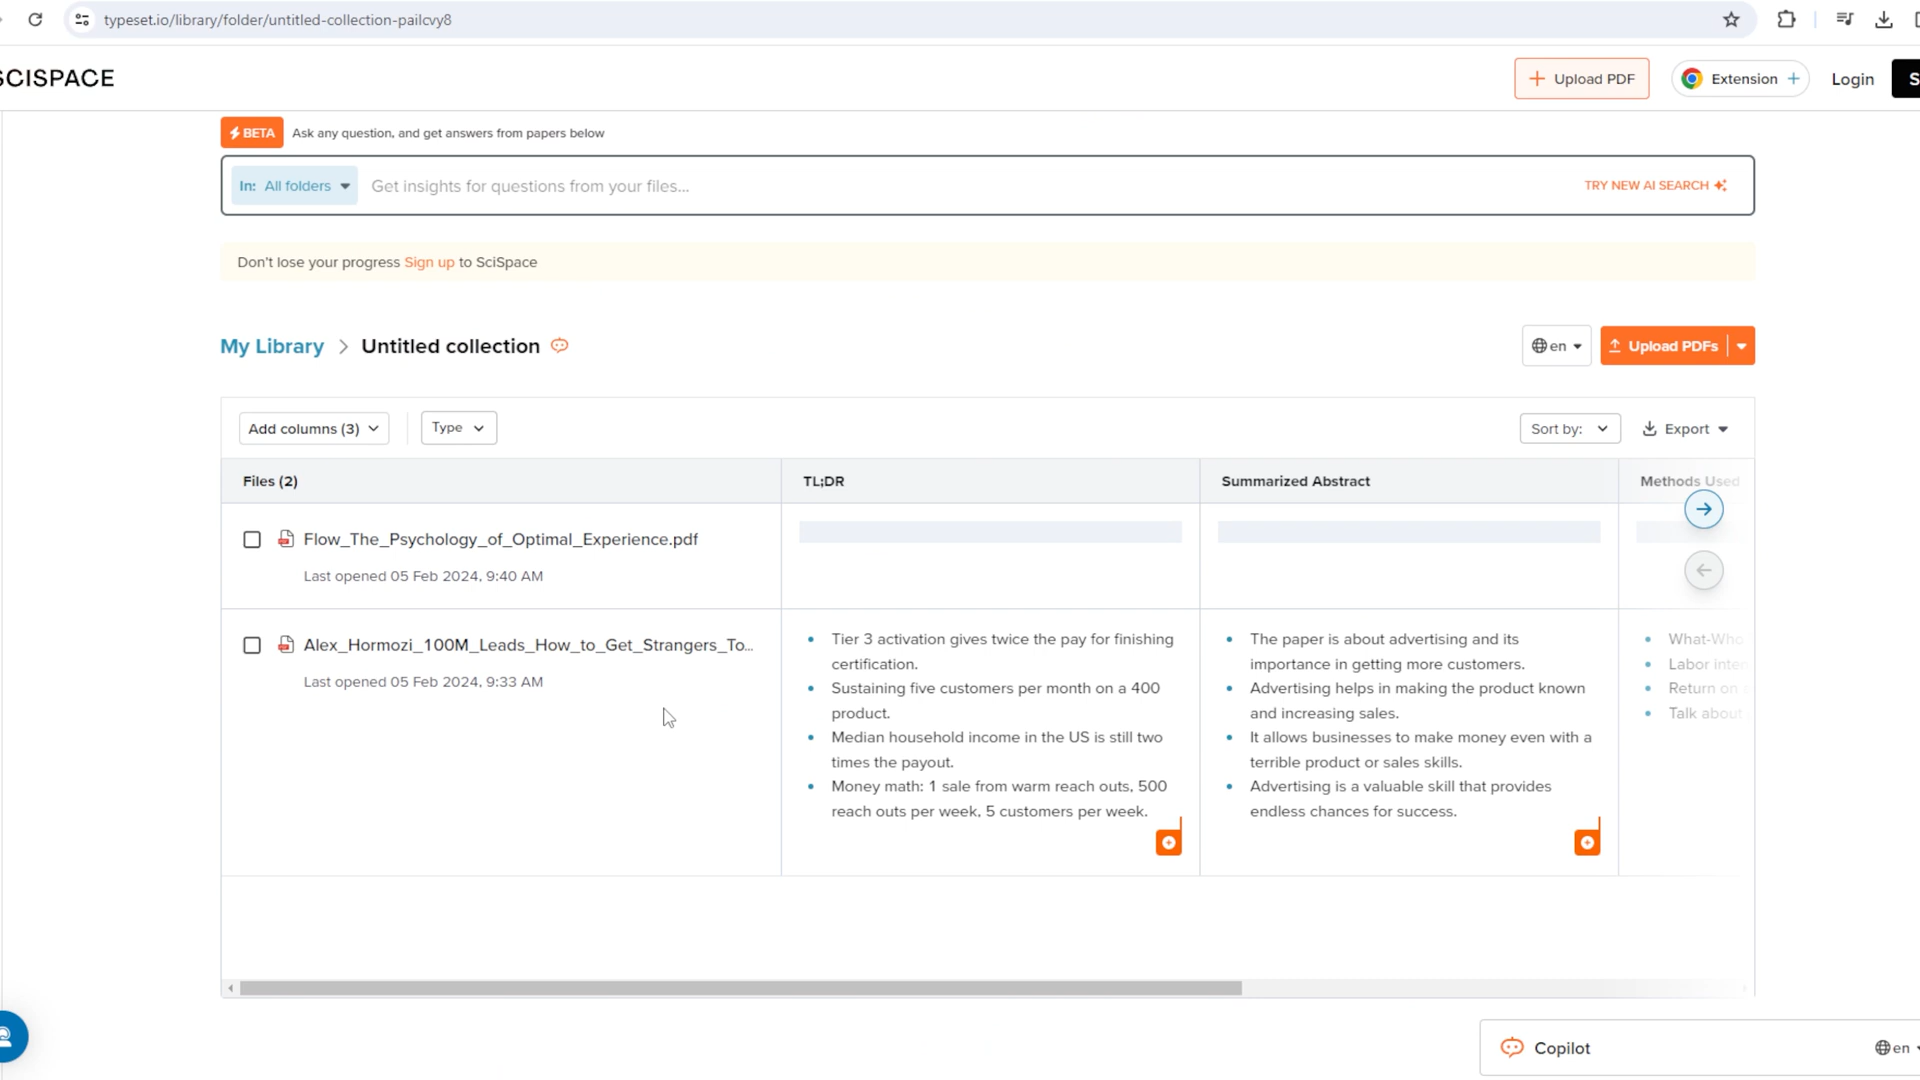 typeset.io/library/folder/untitled-collection-pailcvy8
SCISPACE
Upload PDF
Extension
Login
BETA Ask any question, and get answers from papers below
In: All folders Get insights for questions from your files... TRY NEW AI SEARCH
Don't lose your progress Sign up to SciSpace
My Library > Untitled collection
en
Upload PDFs
Add columns (3)
Type
Sort by:
Export
Files (2)
TL;DR
Summarized Abstract
Methods Used
Flow_The_Psychology_of_Optimal_Experience.pdf
Last opened 05 Feb 2024, 9:40 AM
Alex_Hormozi_100M_Leads_How_to_Get_Strangers_To...
Last opened 05 Feb 2024, 9:33 AM
• Tier 3 activation gives twice the pay for finishing
certification.
• Sustaining five customers per month on a 400
product.
• Median household income in the US is still two
times the payout.
• Money math: 1 sale from warm reach outs, 500
reach outs per week, 5 customers per week.
• The paper is about advertising and its
importance in getting more customers.
• Advertising helps in making the product known
and increasing sales.
• It allows businesses to make money even with a
terrible product or sales skills.
• Advertising is a valuable skill that provides
endless chances for success.
• What-Who
• Labor
• Return on
• Talk about
Copilot
en